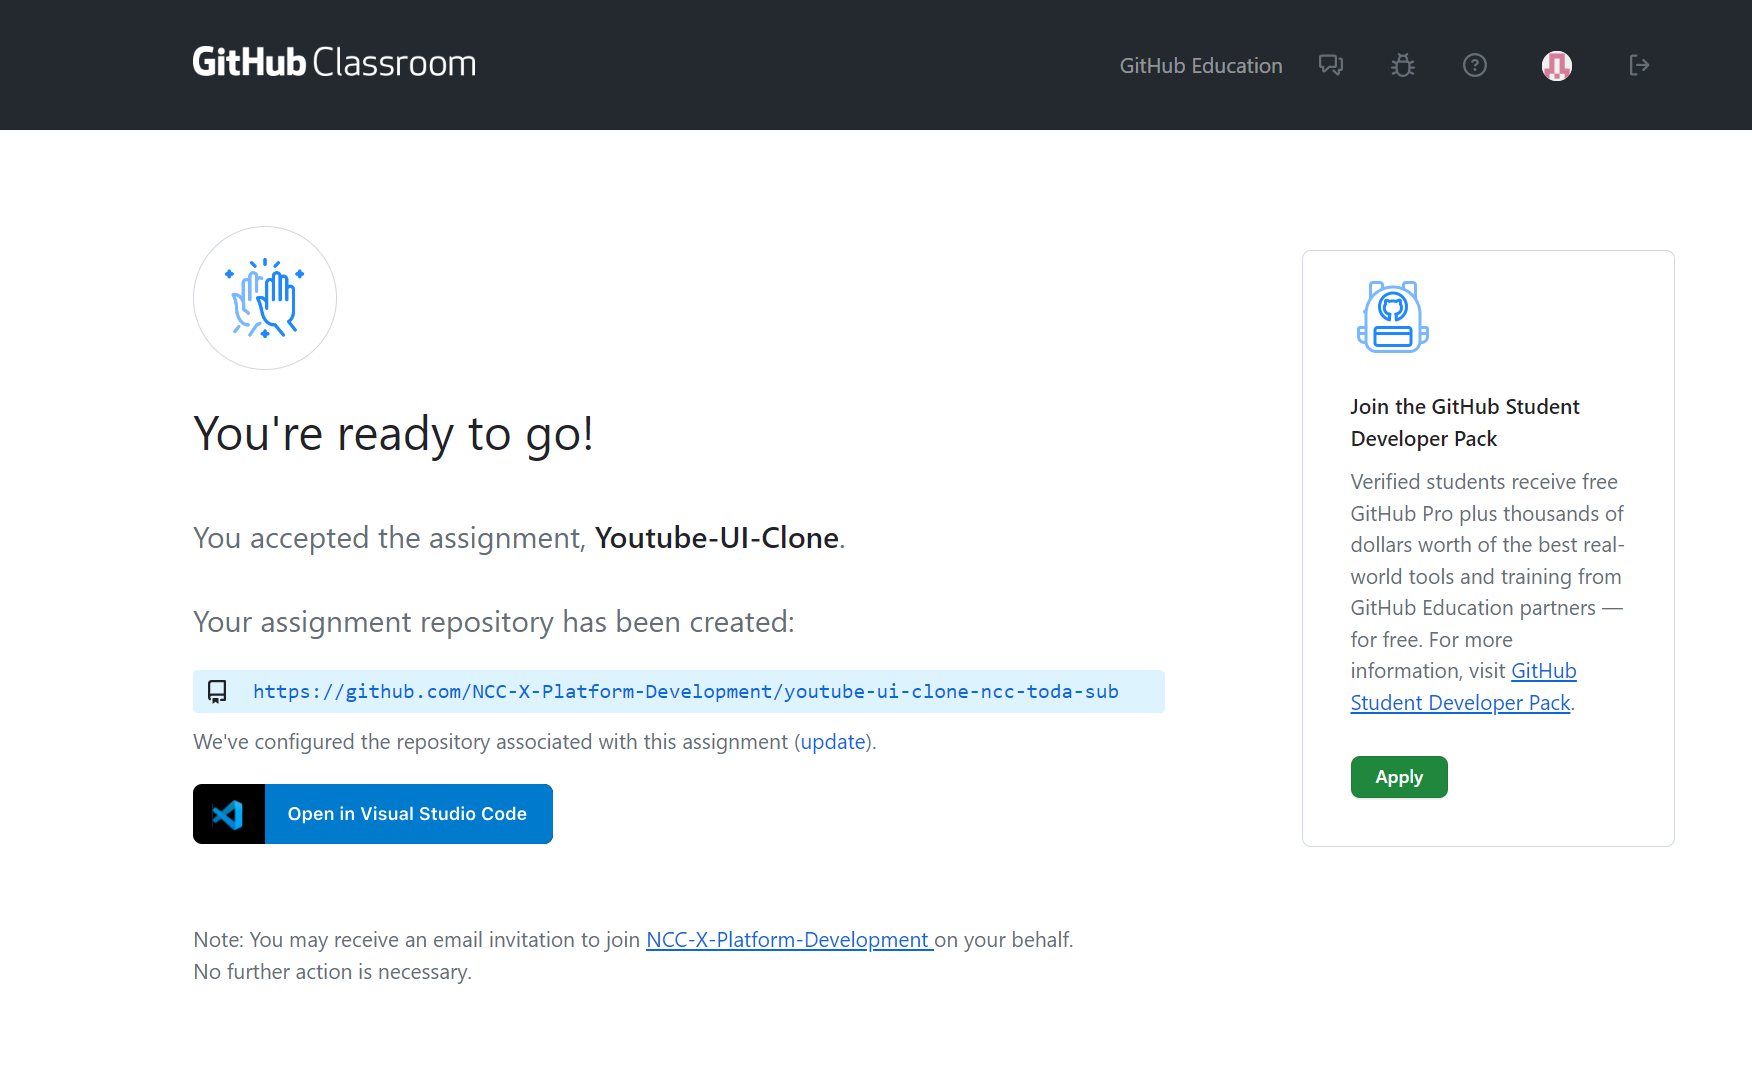 GitHub Classroom
GitHub Education
You're ready to go!
You accepted the assignment, Youtube-UI-Clone.
Your assignment repository has been created:
https://github.com/NCC-X-Platform-Development/youtube-ui-clone-ncc-toda-sub
We've configured the repository associated with this assignment (update).
Open in Visual Studio Code
Note: You may receive an email invitation to join NCC-X-Platform-Development on your behalf.
No further action is necessary.
Join the GitHub Student
Developer Pack
Verified students receive free
GitHub Pro plus thousands of
dollars worth of the best real-
world tools and training from
GitHub Education partners —
for free. For more
information, visit GitHub
Student Developer Pack.
Apply